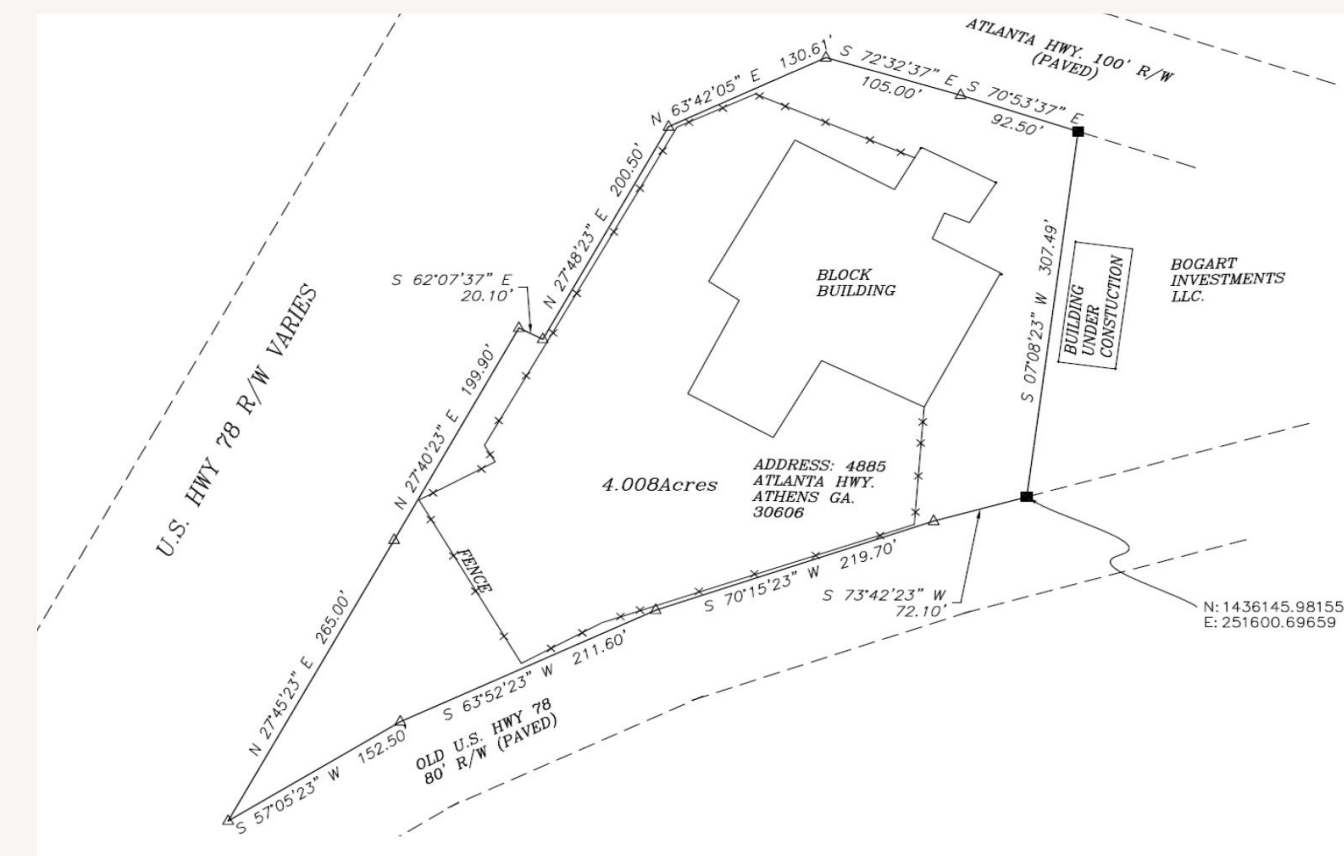 ATLANTA HWY. 100' R/W
(PAVED)
N 63°42'05" E 130.61'
S 72°32'37" E
105.00'
S 70°53'37" E
92.50'
N 27°48'23" E 200.50'
S 62°07'37" E
20.10'
U.S. HWY 78 R/W VARIES
N 27°40'23" E 199.90'
BLOCK
BUILDING
S 07°08'23" W 307.49'
BUILDING
UNDER
CONSTUCTION
BOGART
INVESTMENTS
LLC.
4.008Acres
ADDRESS: 4885
ATLANTA HWY.
ATHENS GA.
30606
FENCE
N 27°45'23" E 265.00'
S 70°15'23" W 219.70'
S 73°42'23" W
72.10'
N:1436145.98155
E:251600.69659
S 63°52'23" W 211.60'
S 57°05'23" W 152.50'
OLD U.S. HWY 78
80' R/W (PAVED)